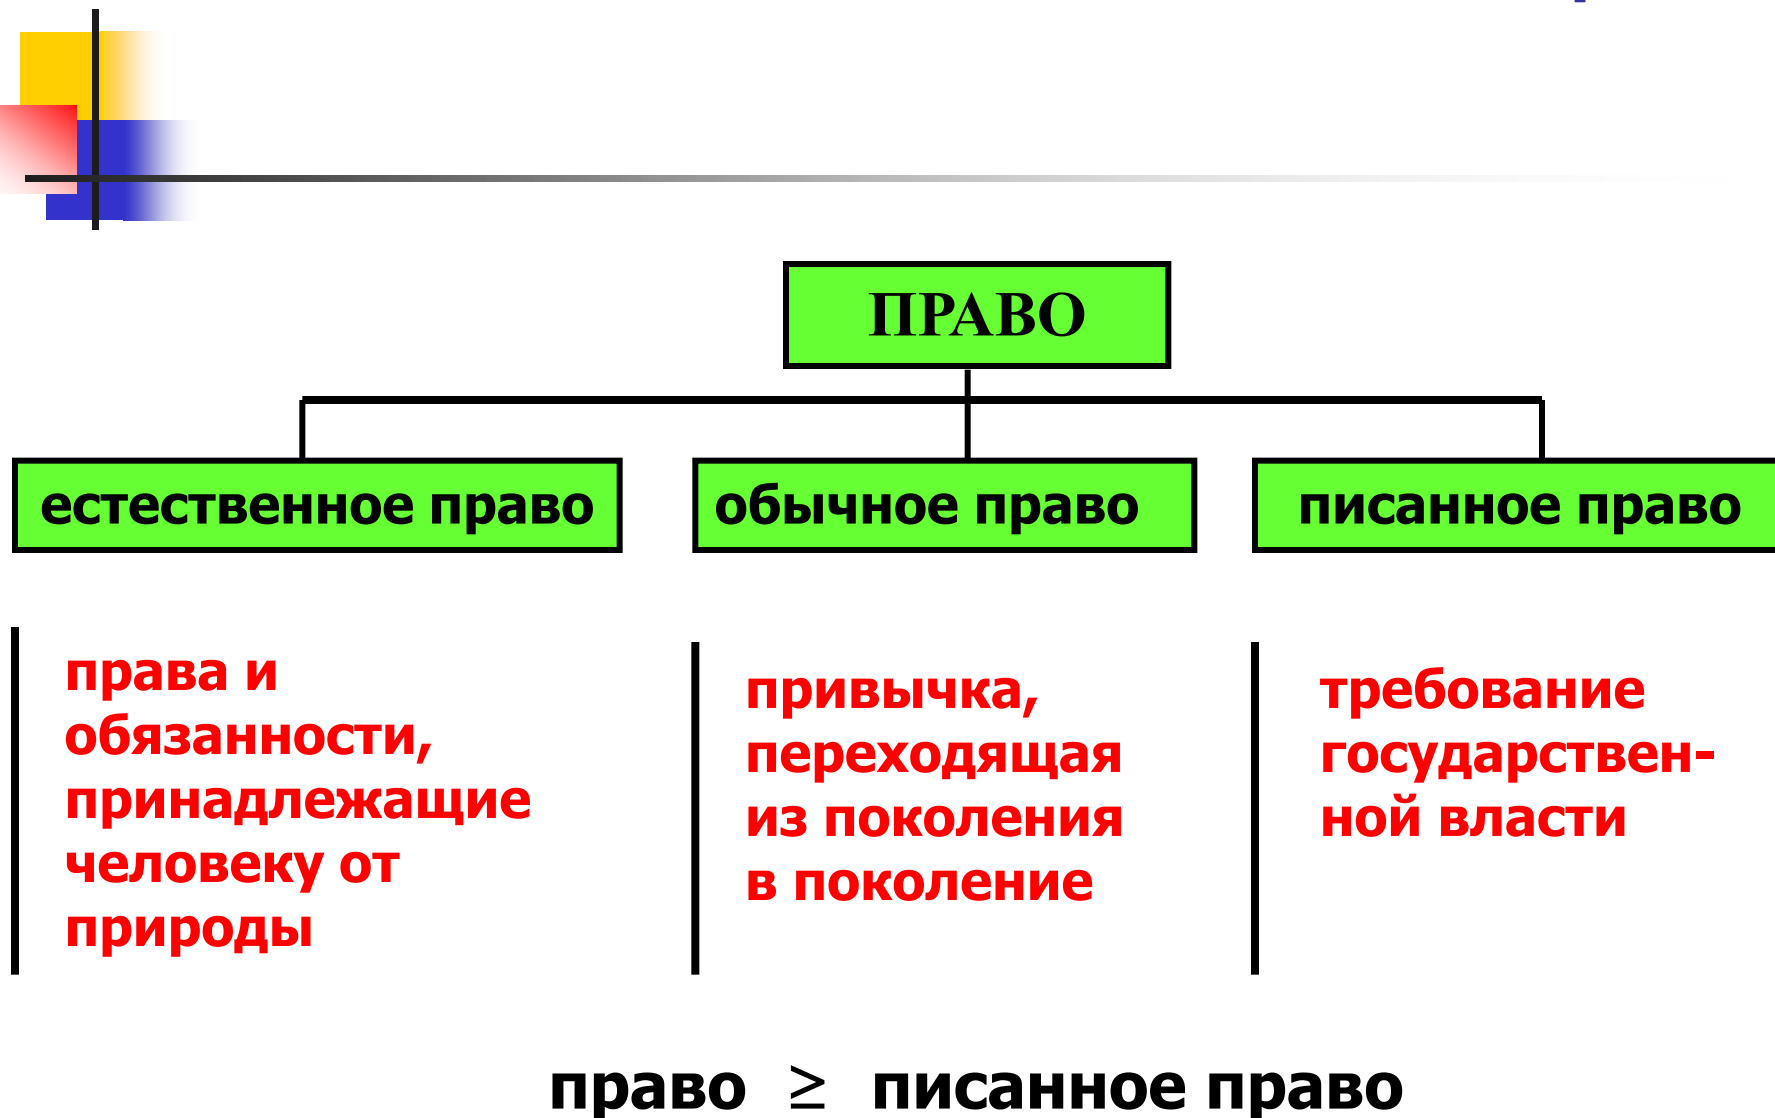 ПРАВО
естественное право
обычное право
писанное право
права и
обязанности,
принадлежащие
человеку от
природы
привычка,
переходящая
из поколения
в поколение
требование
государствен-
ной власти
право ≥ писанное право